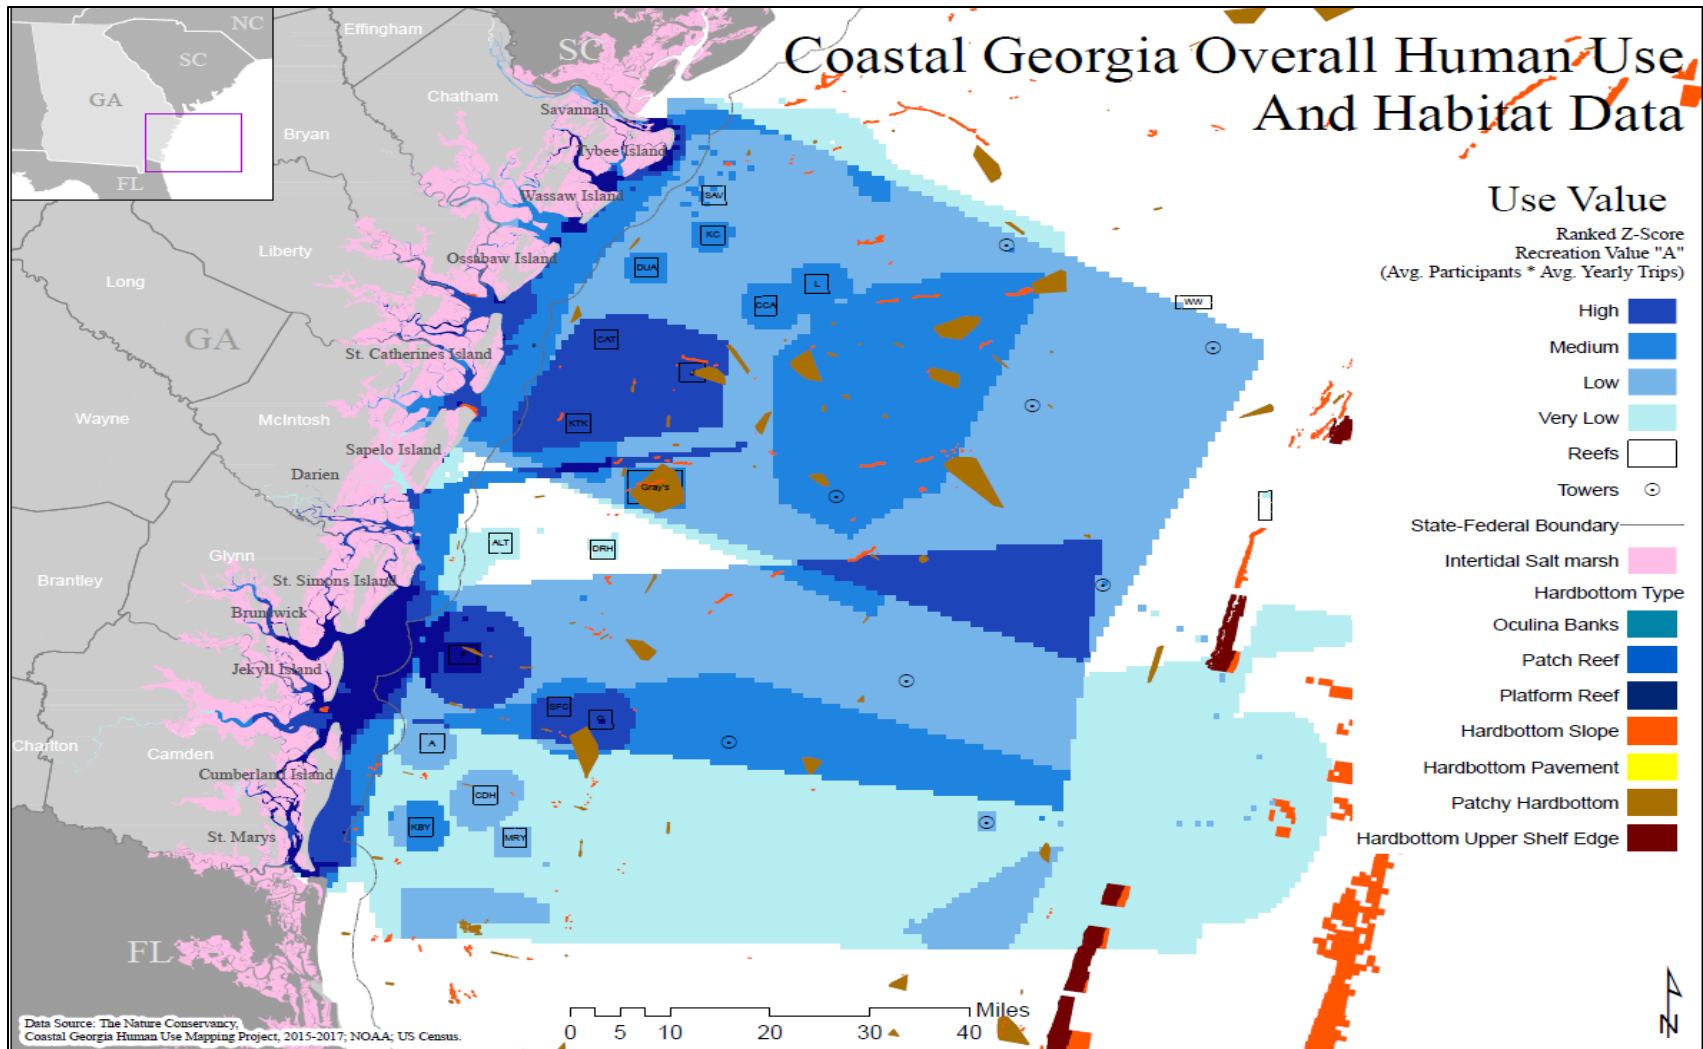 Coastal Georgia Overall Human Use
And Habitat Data
NC
SC
GA
FL
Effingham
SC
Chatham
Savannah
Bryan
Tybee Island
Wassaw Island
SAV
KC
Liberty
Ossabaw Island
DUA
Long
L
CCA
WW
GA
CAT
St. Catherines Island
J
Wayne
McIntosh
KTK
Sapelo Island
Darien
Gray's
ALT
DRH
Glynn
Brantley
St. Simons Island
Brunswick
F
Jekyll Island
SFC
G
Charlton
Camden
A
Cumberland Island
CDH
KBY
MRY
St. Marys
FL
Use Value
Ranked Z-Score
Recreation Value "A"
(Avg. Participants * Avg. Yearly Trips)
High
Medium
Low
Very Low
Reefs
Towers
State-Federal Boundary
Intertidal Salt marsh
Hardbottom Type
Oculina Banks
Patch Reef
Platform Reef
Hardbottom Slope
Hardbottom Pavement
Patchy Hardbottom
Hardbottom Upper Shelf Edge
Miles
0 5 10 20 30 40
N
Data Source: The Nature Conservancy,
Coastal Georgia Human Use Mapping Project, 2015-2017; NOAA; US Census.